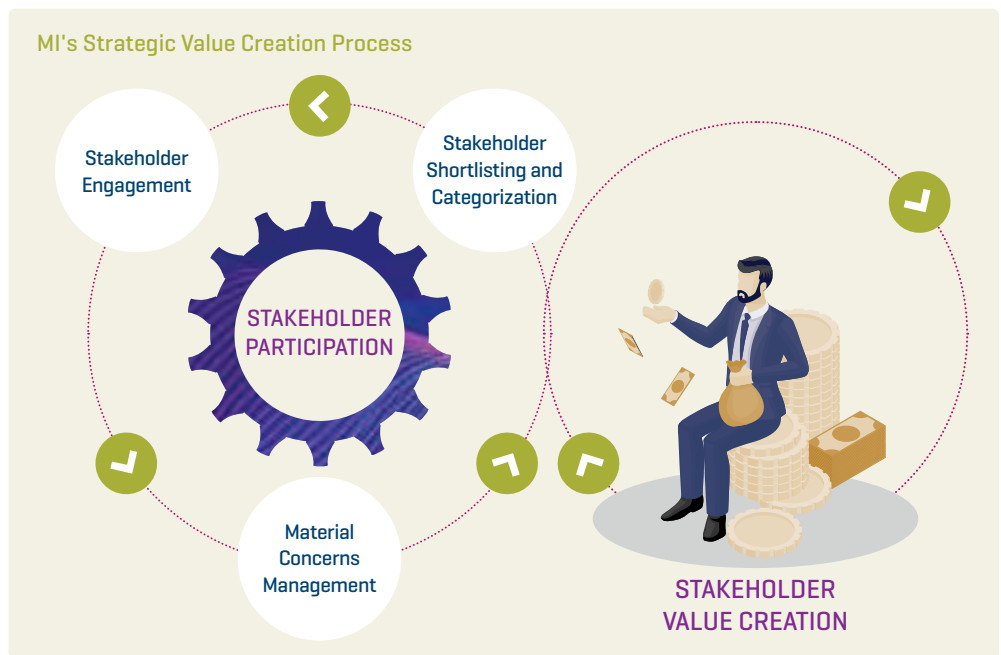 MI's Strategic Value Creation Process
Stakeholder
Engagement
Stakeholder
Shortlisting and
Categorization
STAKEHOLDER
PARTICIPATION
Material
Concerns
Management
STAKEHOLDER
VALUE CREATION